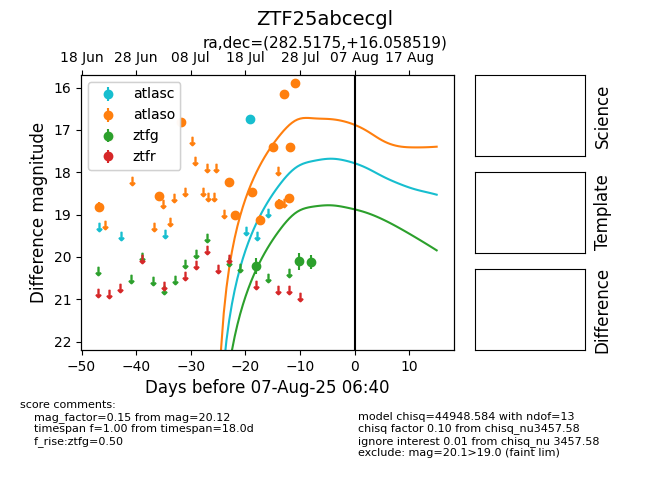 ZTF25abcecgl
ra,dec=(282.5175,+16.058519)
18 Jun 28 Jun 08 Jul 18 Jul 28 Jul 07 Aug 17 Aug
atlasc
atlaso
ztfg
ztfr
16
17
18
19
20
21
22
Difference magnitude
−50 −40 −30 −20 −10 0 10
Days before 07-Aug-25 06:40
Science
Template
Difference
score comments:
mag_factor=0.15 from mag=20.12
timespan f=1.00 from timespan=18.0d
f_rise:ztfg=0.50
model chisq=44948.584 with ndof=13
chisq factor 0.10 from chisq_nu3457.58
ignore interest 0.01 from chisq_nu 3457.58
exclude: mag=20.1>19.0 (faint lim)